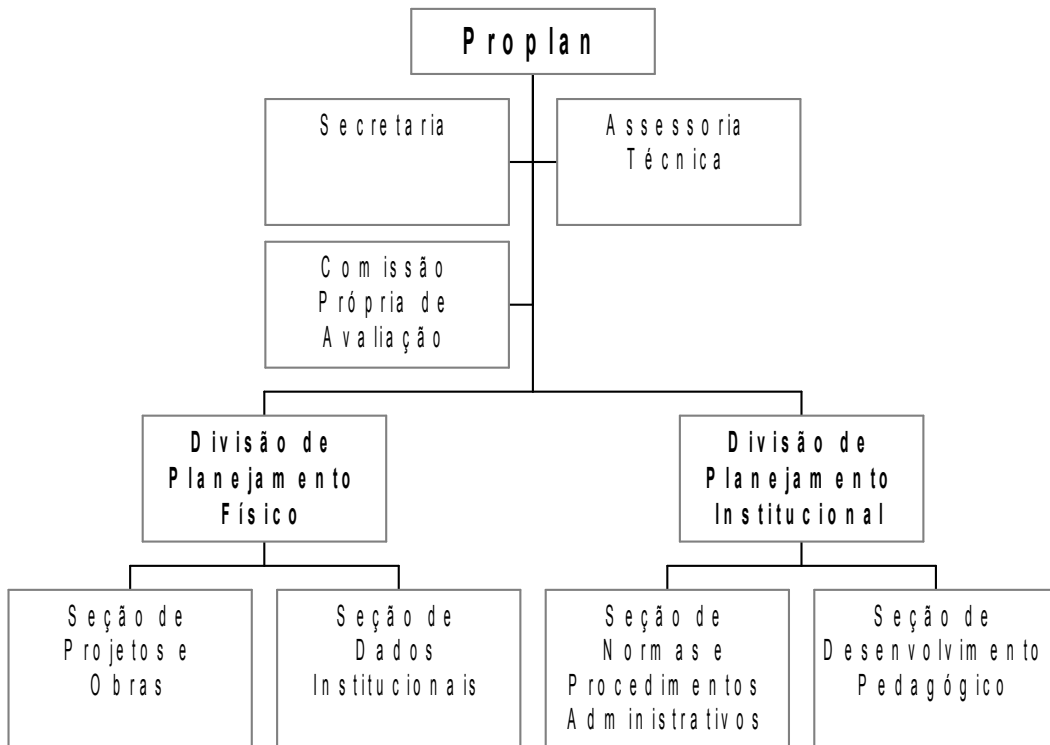 Proplan
Secretaria
Assessoria
Técnica
Comissão
Própria de
Avaliação
Divisão de
Planejamento
Físico
Divisão de
Planejamento
Institucional
Seção de
Projetos e
Obras
Seção de
Dados
Institucionais
Seção de
Normas e
Procedimentos
Administrativos
Seção de
Desenvolvimento
Pedagógico